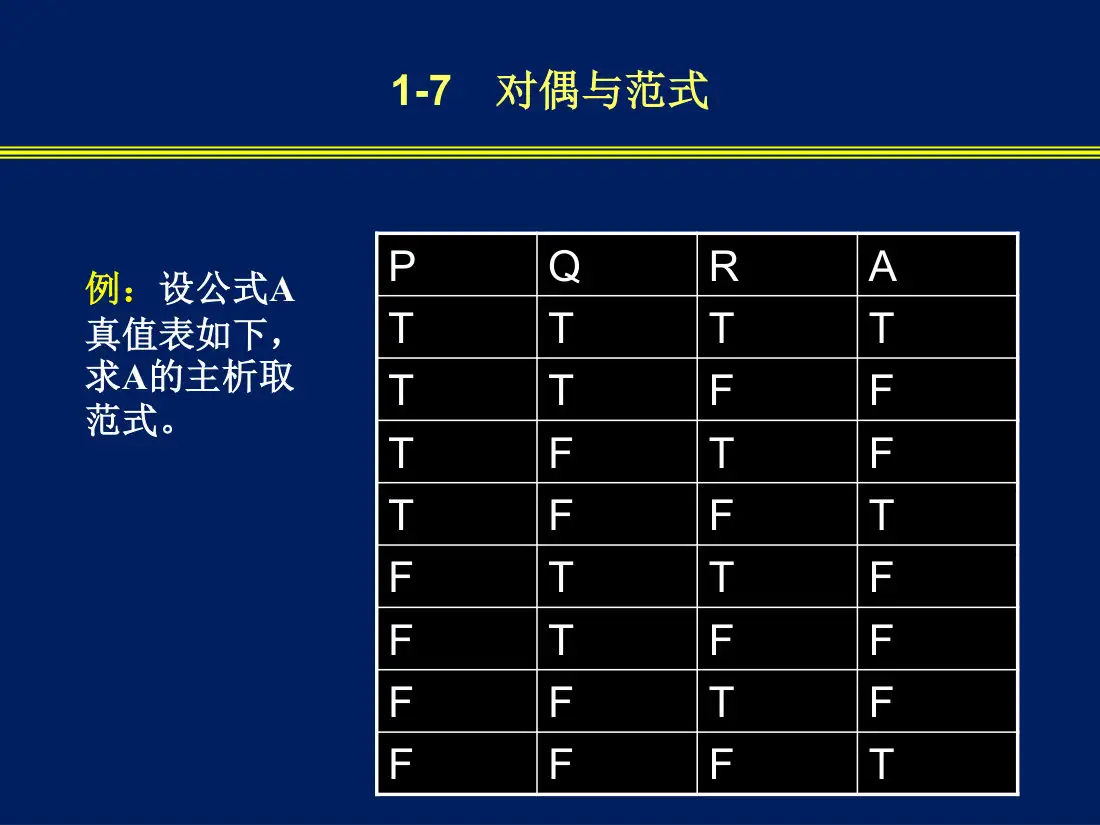 1-7 对偶与范式
例：设公式A
真值表如下，
求A的主析取
范式。
P Q R A
T T T T
T T F F
T F T F
T F F T
F T T F
F T F F
F F T F
F F F T